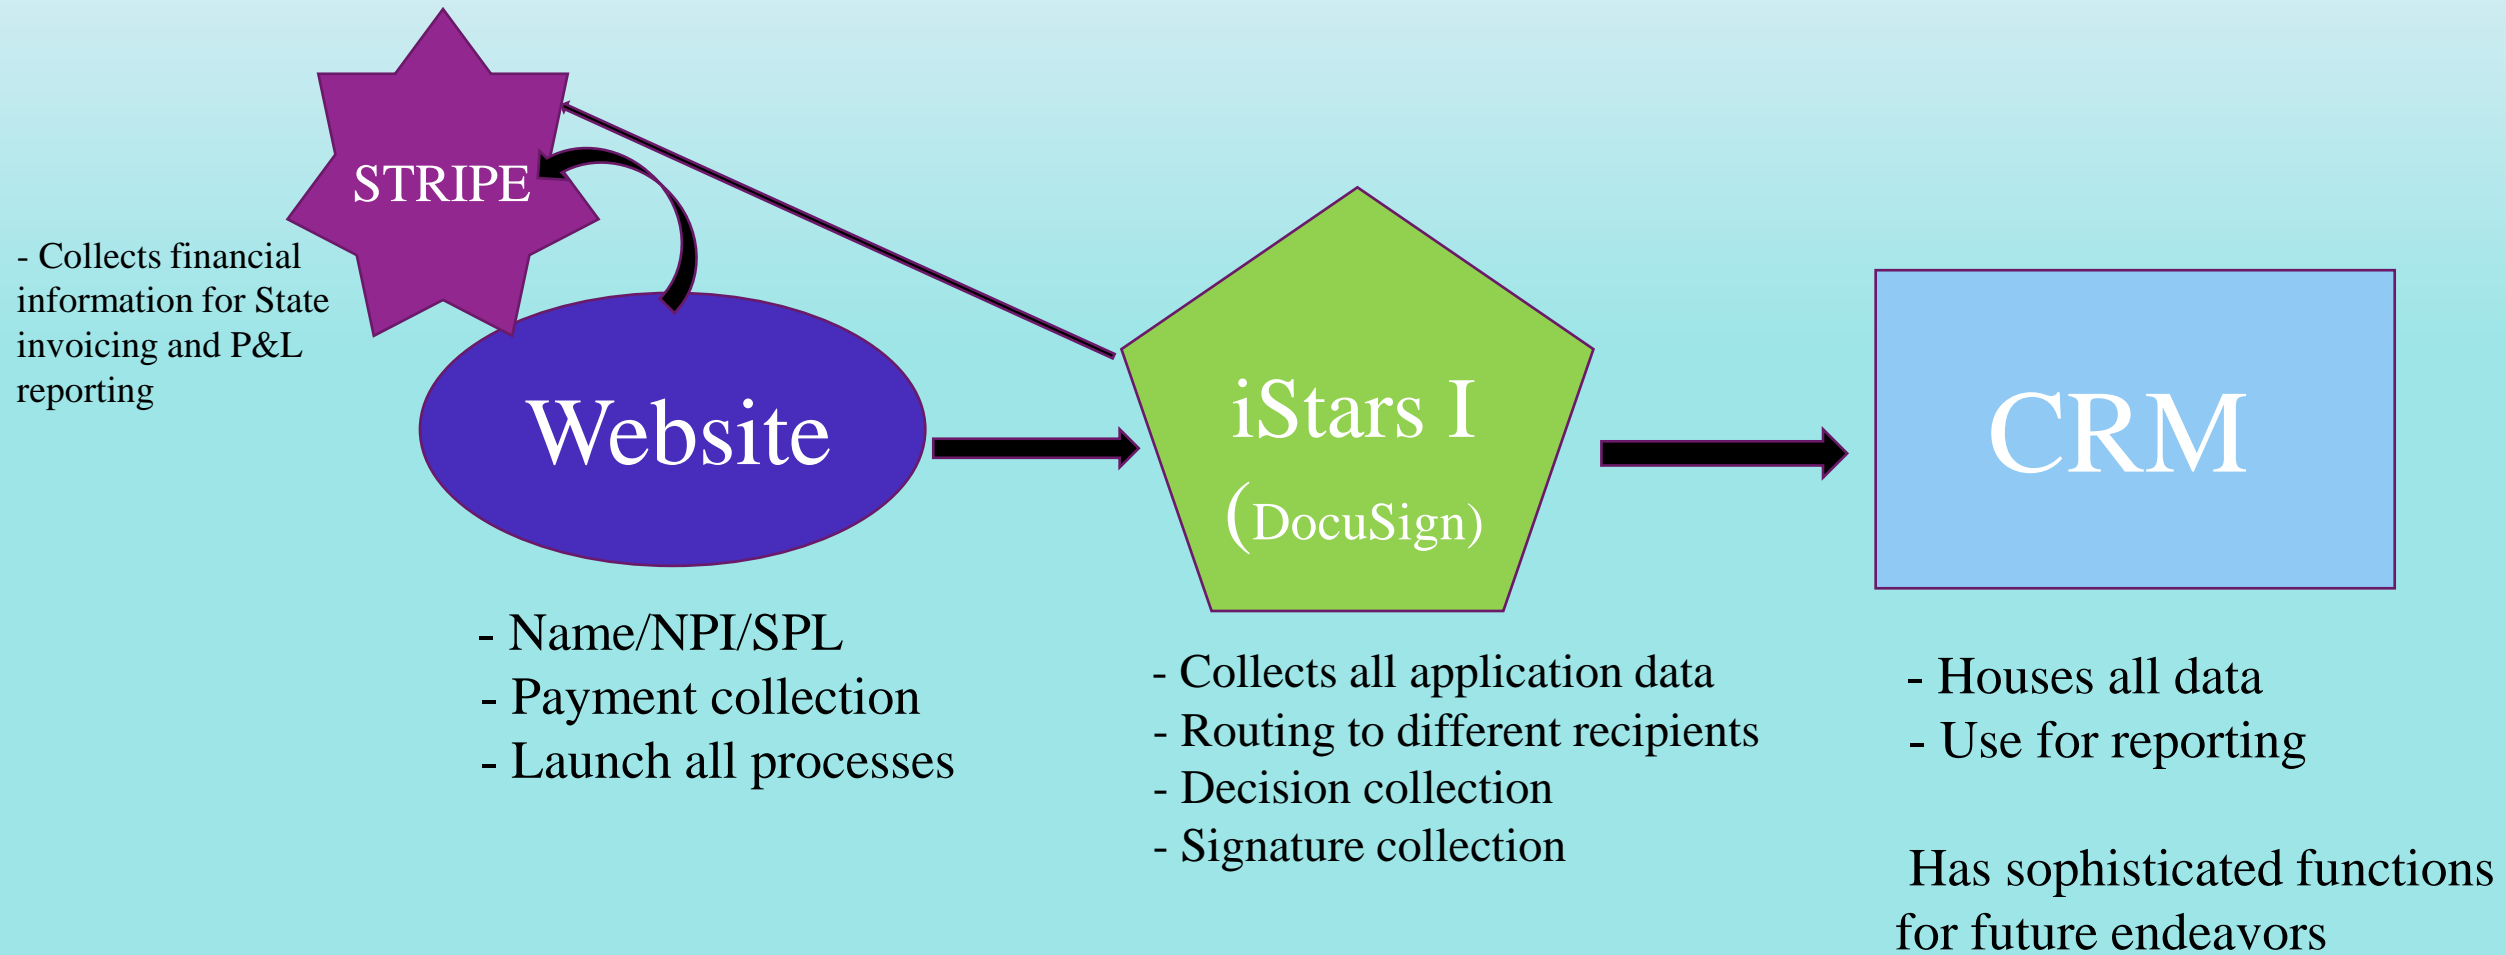 STRIPE
- Collects financial
information for State
invoicing and P&L
reporting
Website
- Name/NPI/SPL
- Payment collection
- Launch all processes
iStars I
(DocuSign)
- Collects all application data
- Routing to different recipients
- Decision collection
- Signature collection
CRM
- Houses all data
- Use for reporting
Has sophisticated functions
for future endeavors